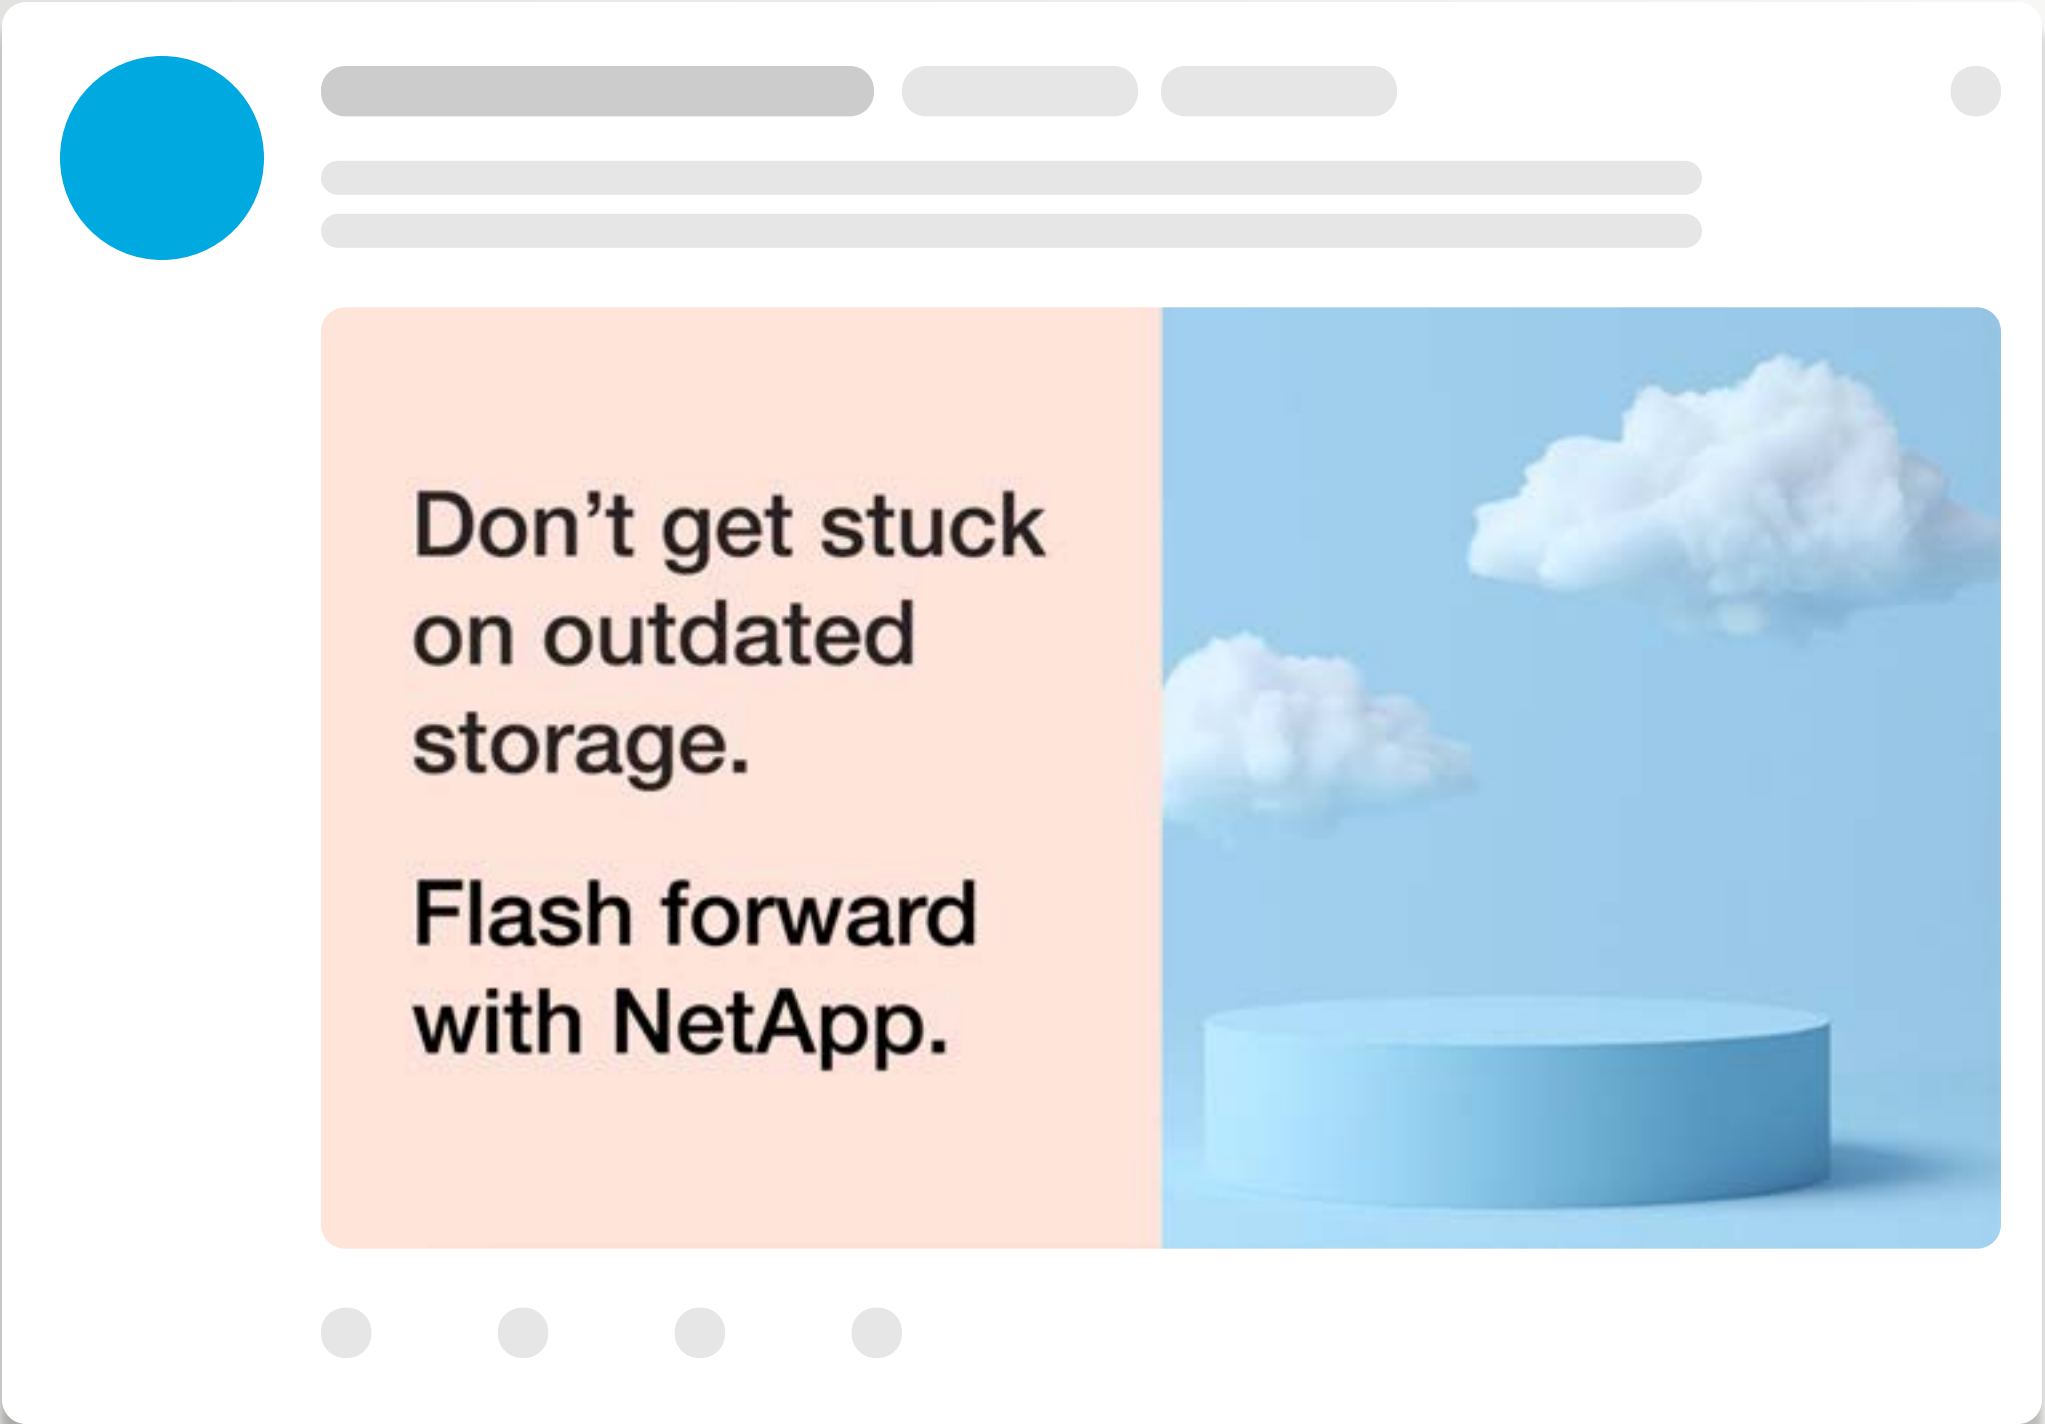 Don’t get stuck
on outdated
storage.
Flash forward
with NetApp.